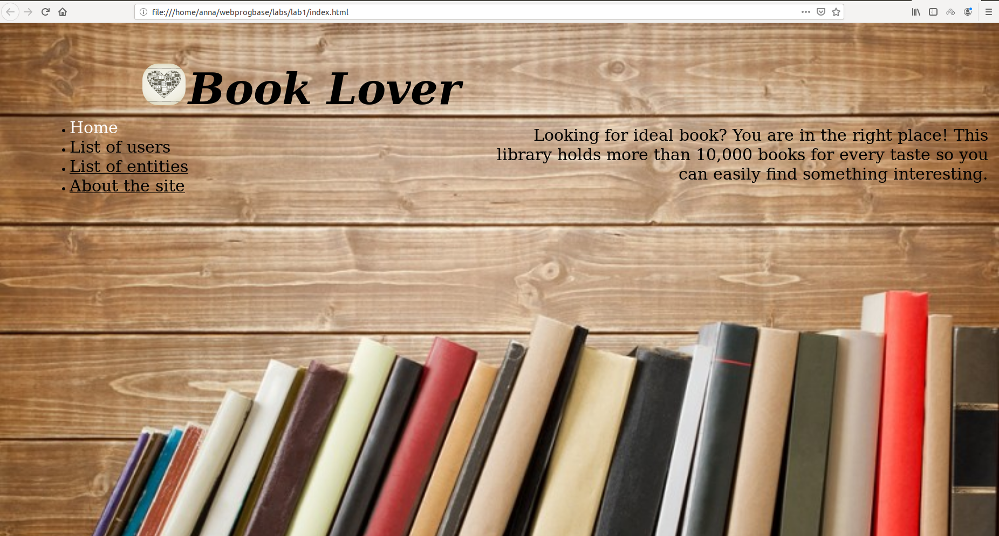 file:///home/anna/webprogbase/labs/lab1/index.html
Book Lover
Home
List of users
List of entities
About the site
Looking for ideal book? You are in the right place! This
library holds more than 10,000 books for every taste so you
can easily find something interesting.